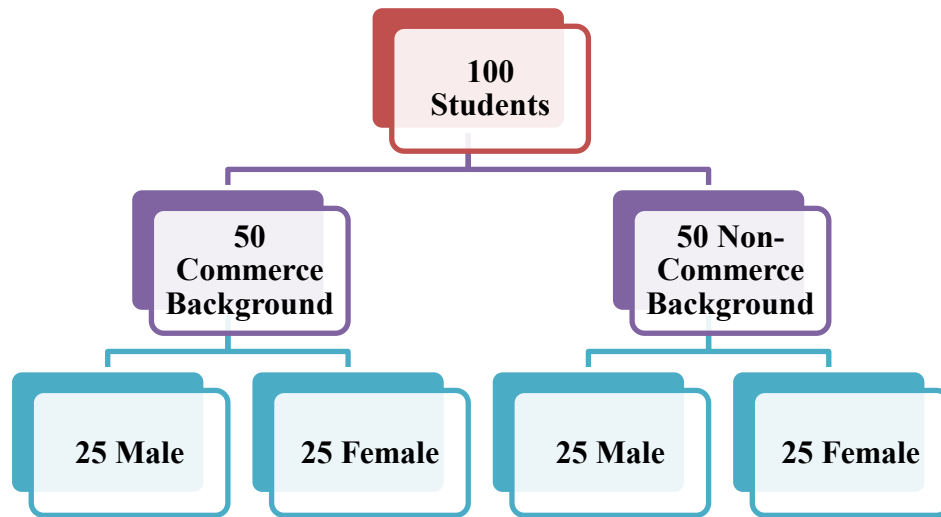 100
Students
50
Commerce
Background
50 Non-
Commerce
Background
25 Male
25 Female
25 Male
25 Female